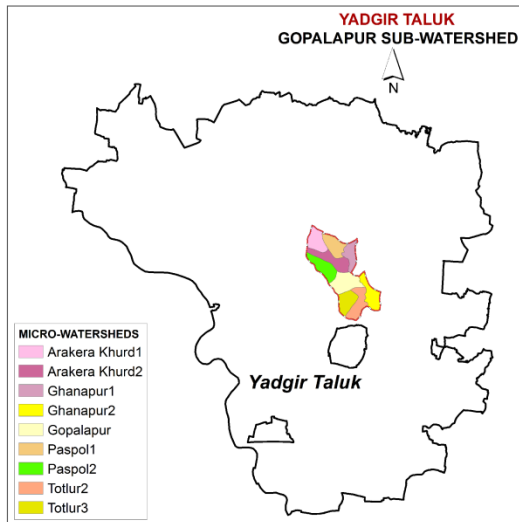 YADGIR TALUK
GOPALAPUR SUB-WATERSHED
N
MICRO-WATERSHEDS
Arakera Khurd1
Arakera Khurd2
Ghanapur1
Ghanapur2
Gopalapur
Paspol1
Paspol2
Totlur2
Totlur3
Yadgir Taluk